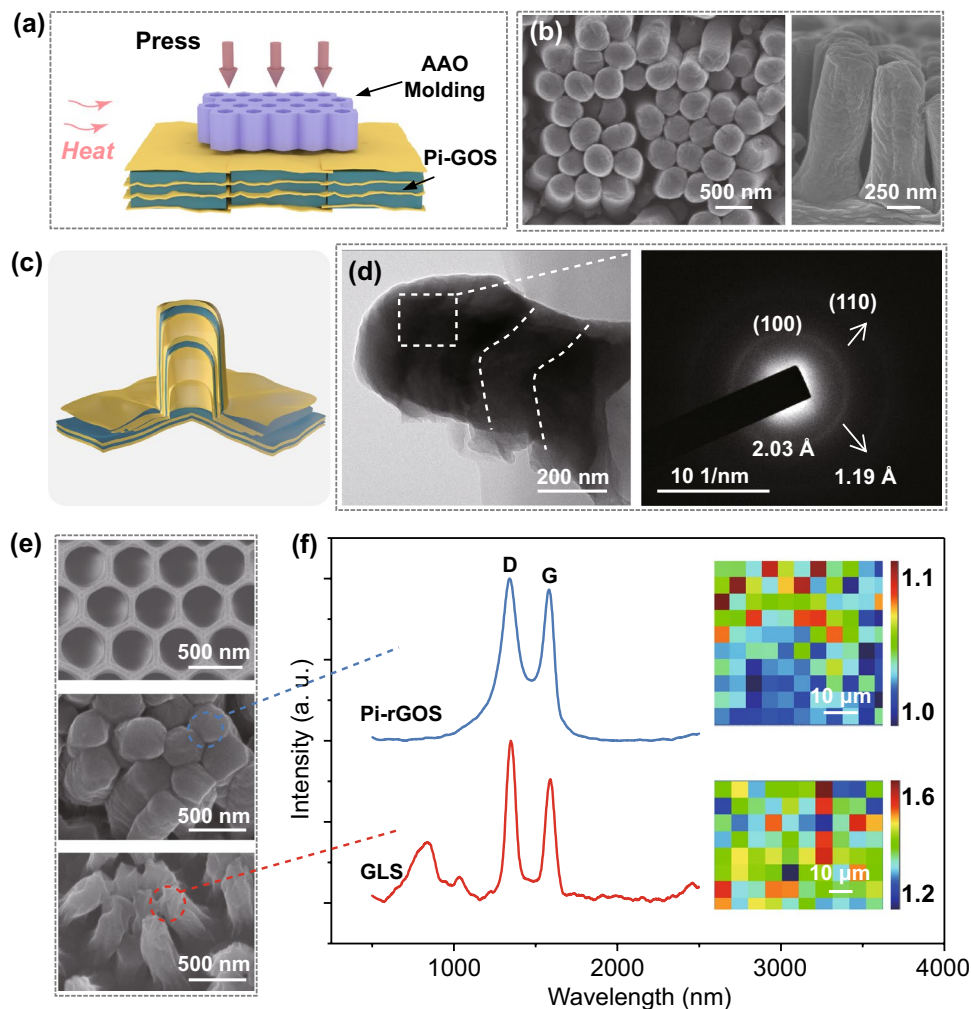 (a)
Press
AAO
Molding
Heat
Pi-GOS
(b)
500 nm
250 nm
(c)
(d)
200 nm
(100)
(110)
2.03 Å
1.19 Å
10 1/nm
(e)
500 nm
500 nm
500 nm
(f)
D
G
Pi-rGOS
GLS
Intensity (a. u.)
1.1
10 µm
1.0
1.6
10 µm
1.2
1000
2000
3000
4000
Wavelength (nm)